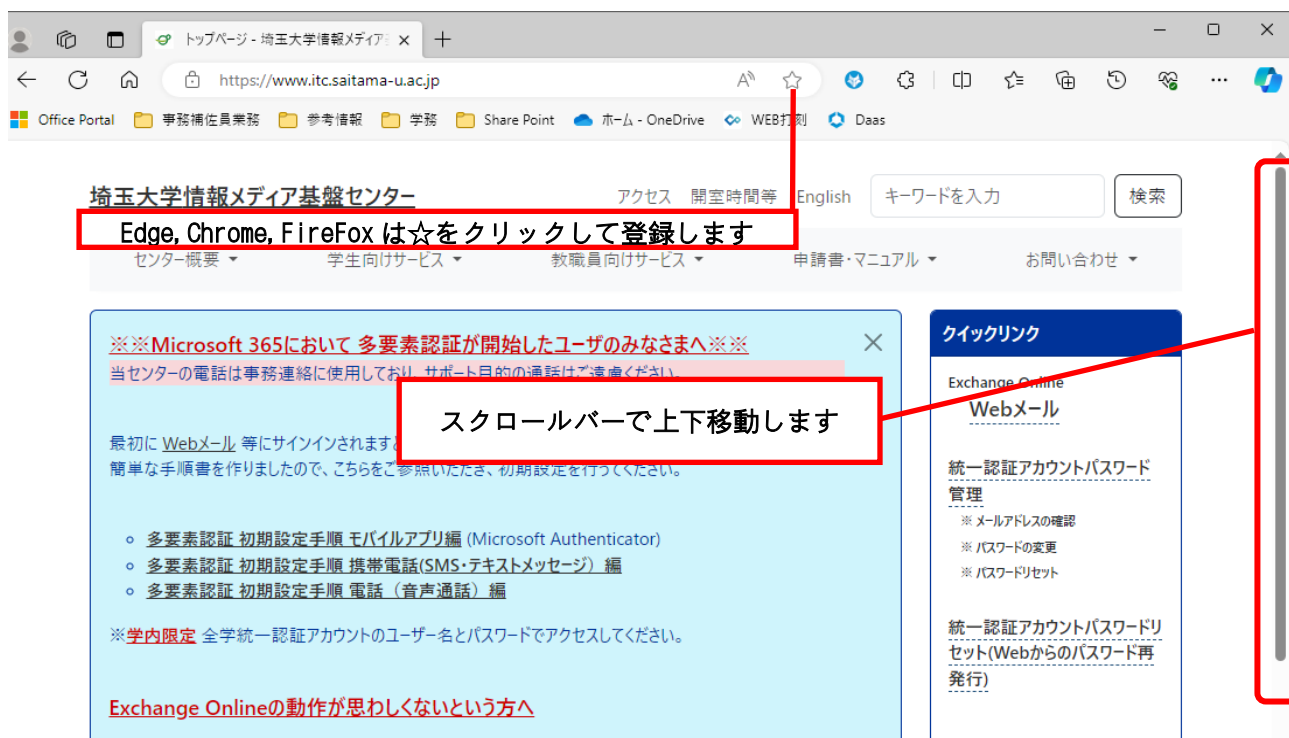 トップページ - 埼玉大学情報メディア
https://www.itc.saitama-u.ac.jp
Office Portal 事務補佐員業務 参考情報 学務 Share Point ホーム - OneDrive WEB打刻 Daas
埼玉大学情報メディア基盤センター
アクセス 開室時間等 English キーワードを入力 検索
Edge,Chrome,FireFox は☆をクリックして登録します
センター概要 学生向けサービス 教職員向けサービス 申請書・マニュアル お問い合わせ
※※Microsoft 365において 多要素認証が開始したユーザのみなさまへ※※
当センターの電話は事務連絡に使用しており、サポート目的の通話はご遠慮ください。
スクロールバーで上下移動します
最初に Webメール 等にサインインされますと
簡単な手順書を作りましたので、こちらをご参照いただき、初期設定を行ってください。
多要素認証 初期設定手順 モバイルアプリ編 (Microsoft Authenticator)
多要素認証 初期設定手順 携帯電話(SMS・テキストメッセージ）編
多要素認証 初期設定手順 電話（音声通話）編
※学内限定 全学統一認証アカウントのユーザー名とパスワードでアクセスしてください。
Exchange Onlineの動作が思わしくないという方へ
クイックリンク
Exchange Online
Webメール
統一認証アカウントパスワード
管理
※ メールアドレスの確認
※ パスワードの変更
※ パスワードリセット
統一認証アカウントパスワードリ
セット(Webからのパスワード再
発行)